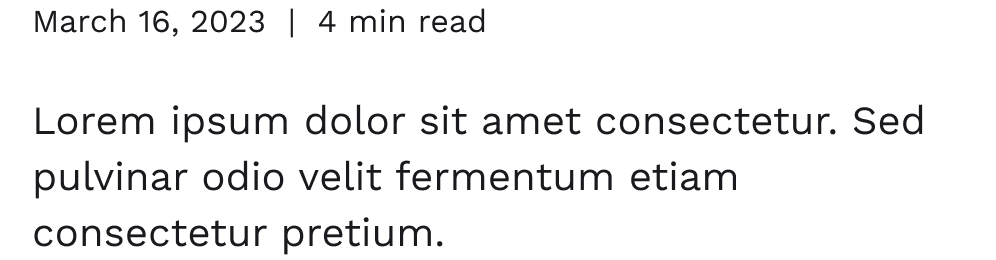 March 16, 2023 | 4 min read
Lorem ipsum dolor sit amet consectetur. Sed
pulvinar odio velit fermentum etiam
consectetur pretium.